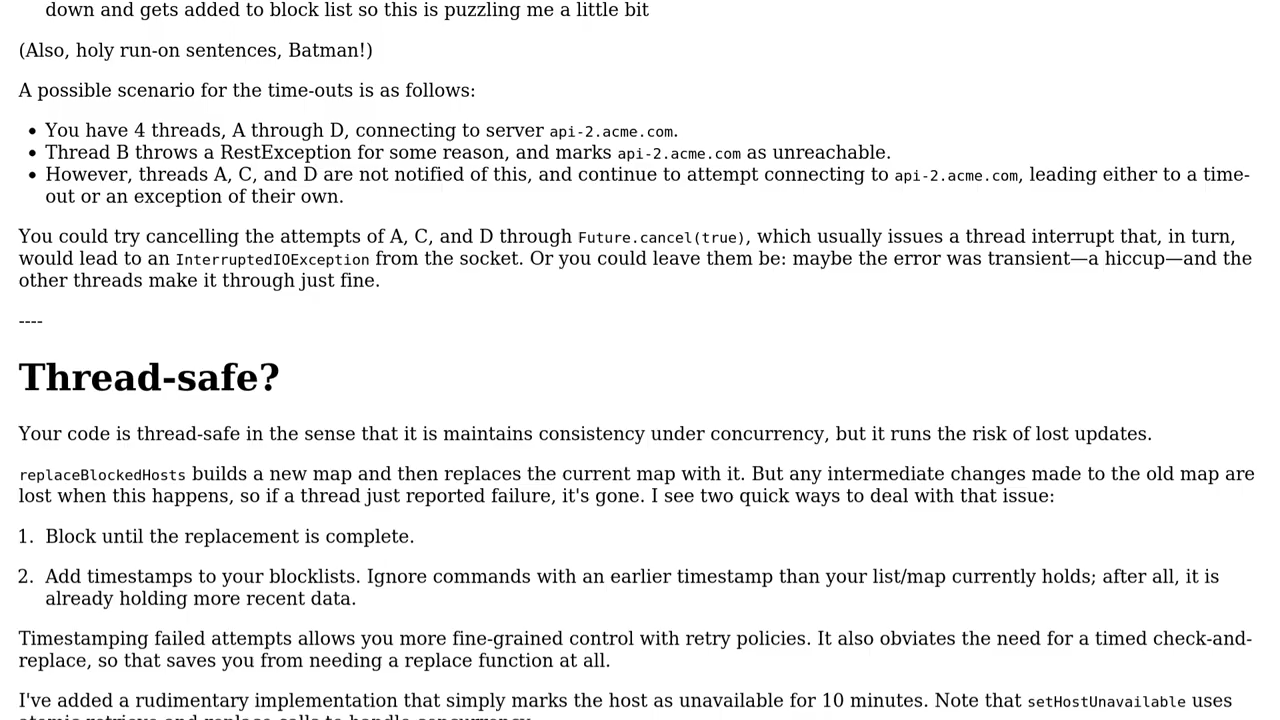 down and gets added to block list so this is puzzling me a little bit
(Also, holy run-on sentences, Batman!)
A possible scenario for the time-outs is as follows:
• You have 4 threads, A through D, connecting to server api-2.acme.com.
• Thread B throws a RestException for some reason, and marks api-2.acme.com as unreachable.
• However, threads A, C, and D are not notified of this, and continue to attempt connecting to api-2.acme.com, leading either to a time-
out or an exception of their own.
You could try cancelling the attempts of A, C, and D through Future.cancel(true), which usually issues a thread interrupt that, in turn,
would lead to an InterruptedIOException from the socket. Or you could leave them be: maybe the error was transient—a hiccup—and the
other threads make it through just fine.
----
Thread-safe?
Your code is thread-safe in the sense that it is maintains consistency under concurrency, but it runs the risk of lost updates.
replaceBlockedHosts builds a new map and then replaces the current map with it. But any intermediate changes made to the old map are
lost when this happens, so if a thread just reported failure, it's gone. I see two quick ways to deal with that issue:
1. Block until the replacement is complete.
2. Add timestamps to your blocklists. Ignore commands with an earlier timestamp than your list/map currently holds; after all, it is
already holding more recent data.
Timestamping failed attempts allows you more fine-grained control with retry policies. It also obviates the need for a timed check-and-
replace, so that saves you from needing a replace function at all.
I've added a rudimentary implementation that simply marks the host as unavailable for 10 minutes. Note that setHostUnavailable uses
atomic retrieve and replace calls to handle concurrency.